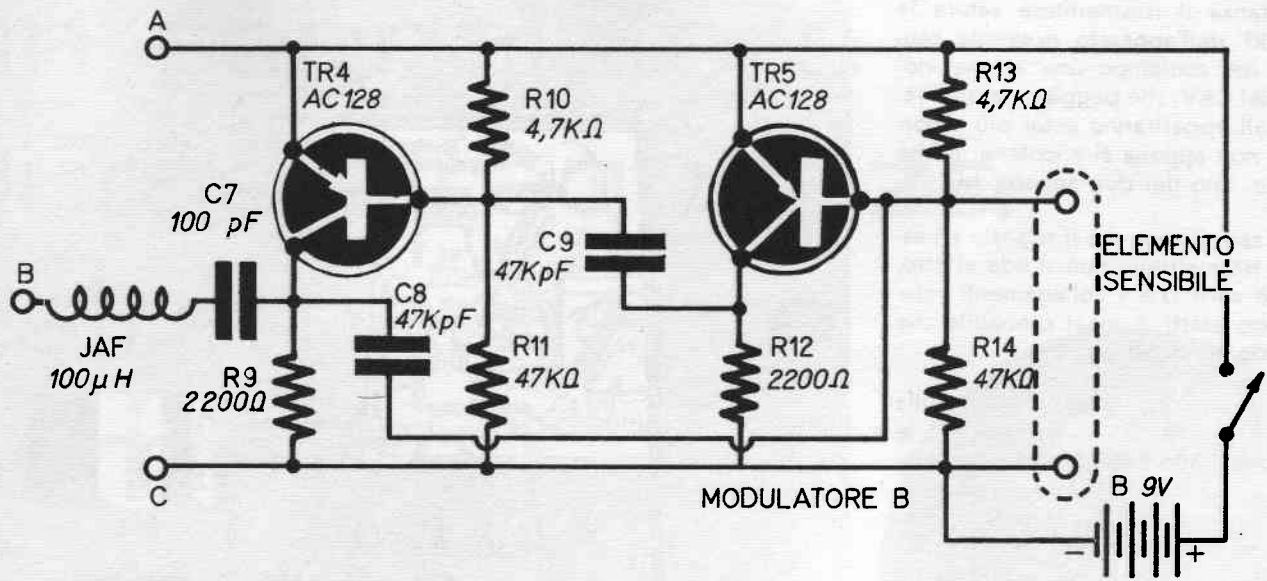 A
TR4
AC128
R10
4,7KΩ
TR5
AC128
R13
4,7KΩ
C7
100 pF
C9
47KpF
ELEMENTO
SENSIBILE
B
JAF
100µH
C8
47KpF
R9
2200Ω
R11
47KΩ
R12
2200Ω
R14
47KΩ
C
MODULATORE B
B 9V
- +